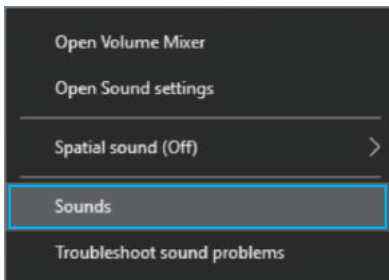 Open Volume Mixer
Open Sound settings
Spatial sound (Off)
Sounds
Troubleshoot sound problems